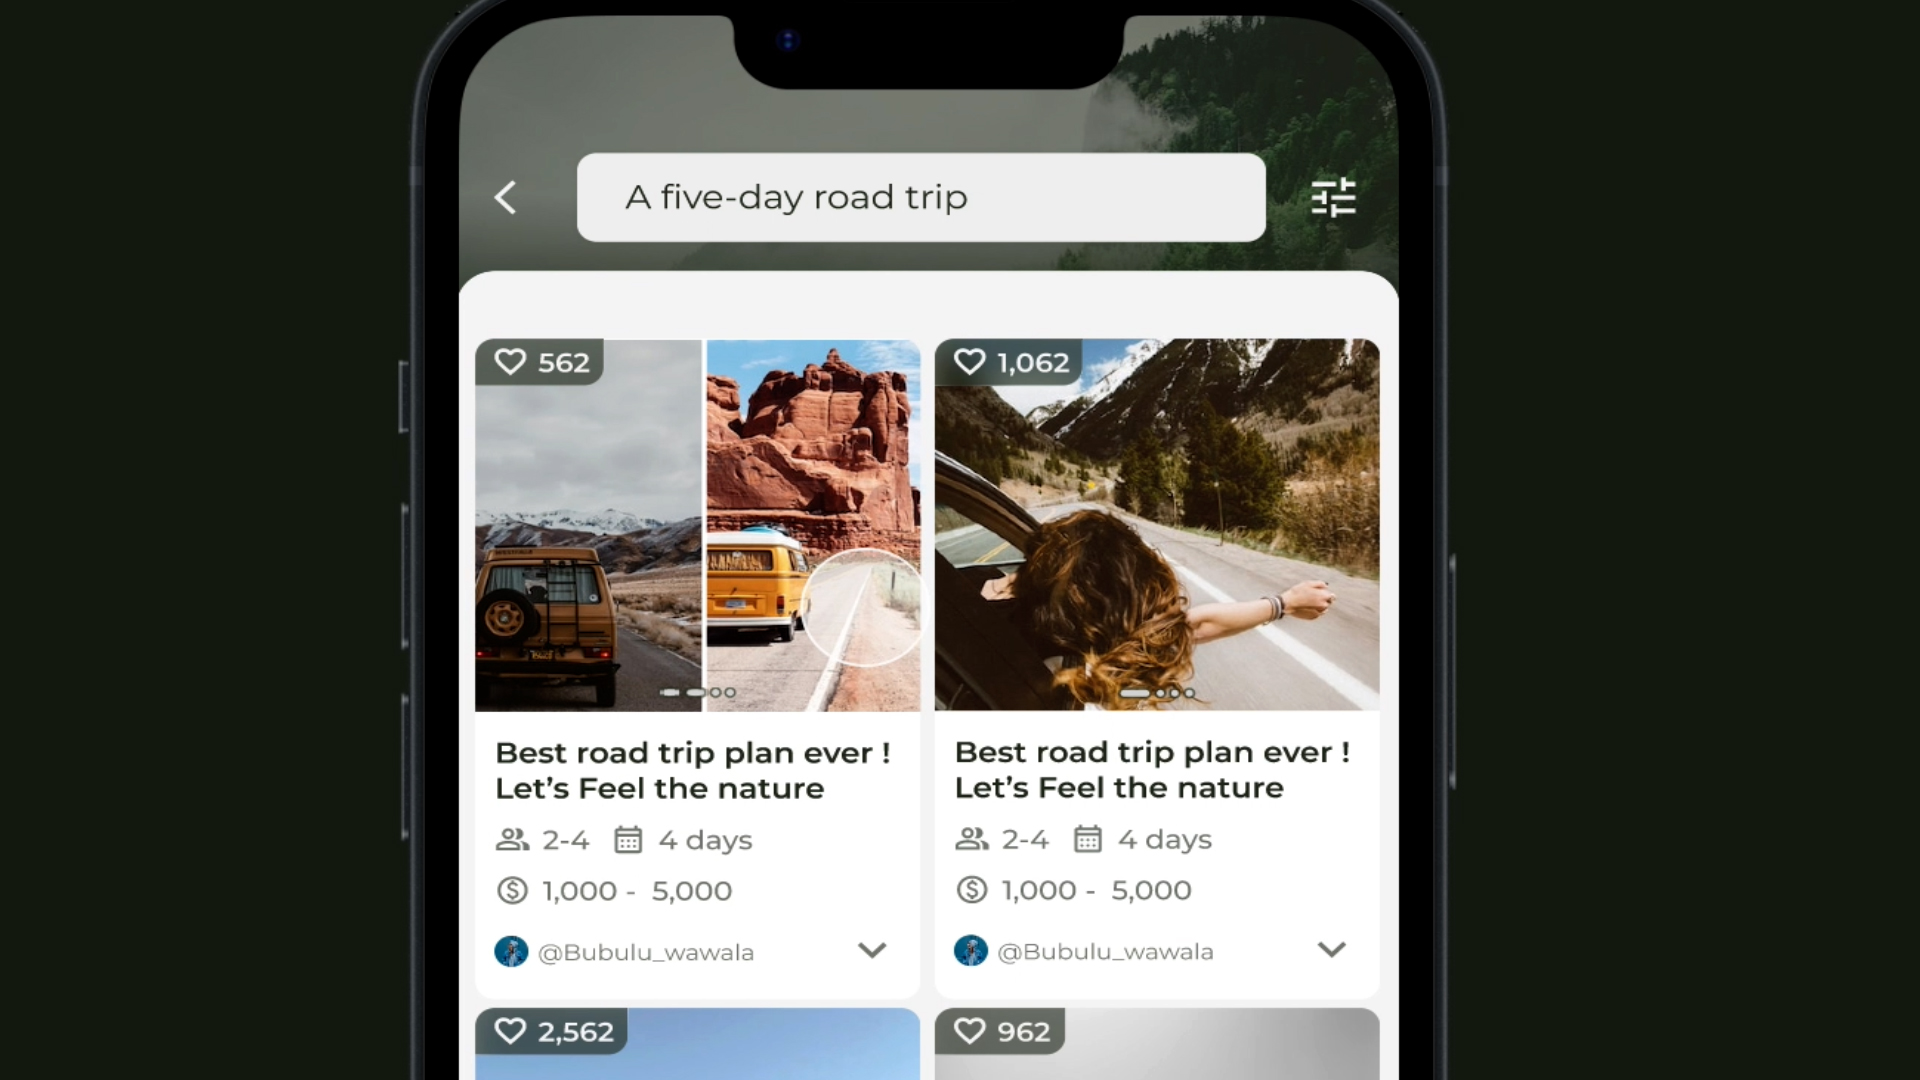 A five-day road trip
562
1,062
Best road trip plan ever !
Let's Feel the nature
2-4 4 days
1,000 - 5,000
@Bubulu_wawala
Best road trip plan ever !
Let's Feel the nature
2-4 4 days
1,000 - 5,000
@Bubulu_wawala
2,562
962